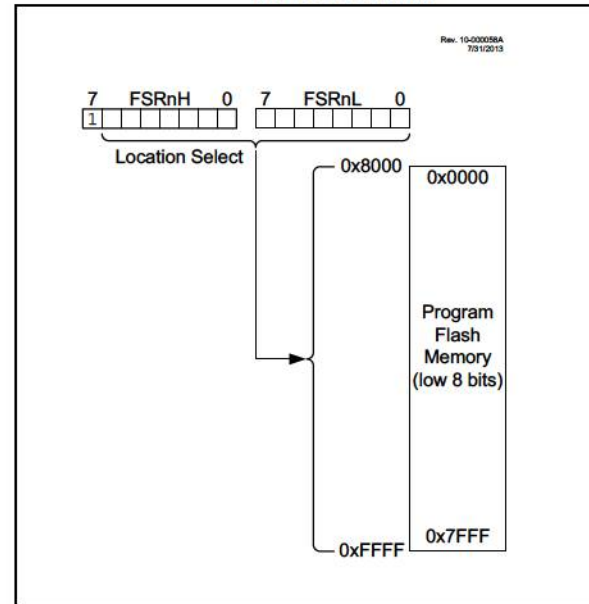 Rev. 10-000058A
7/31/2013
7 FSRnH 0 7 FSRnL 0
1
Location Select
0x8000 0x0000
Program
Flash
Memory
(low 8 bits)
0x7FFF
0xFFFF